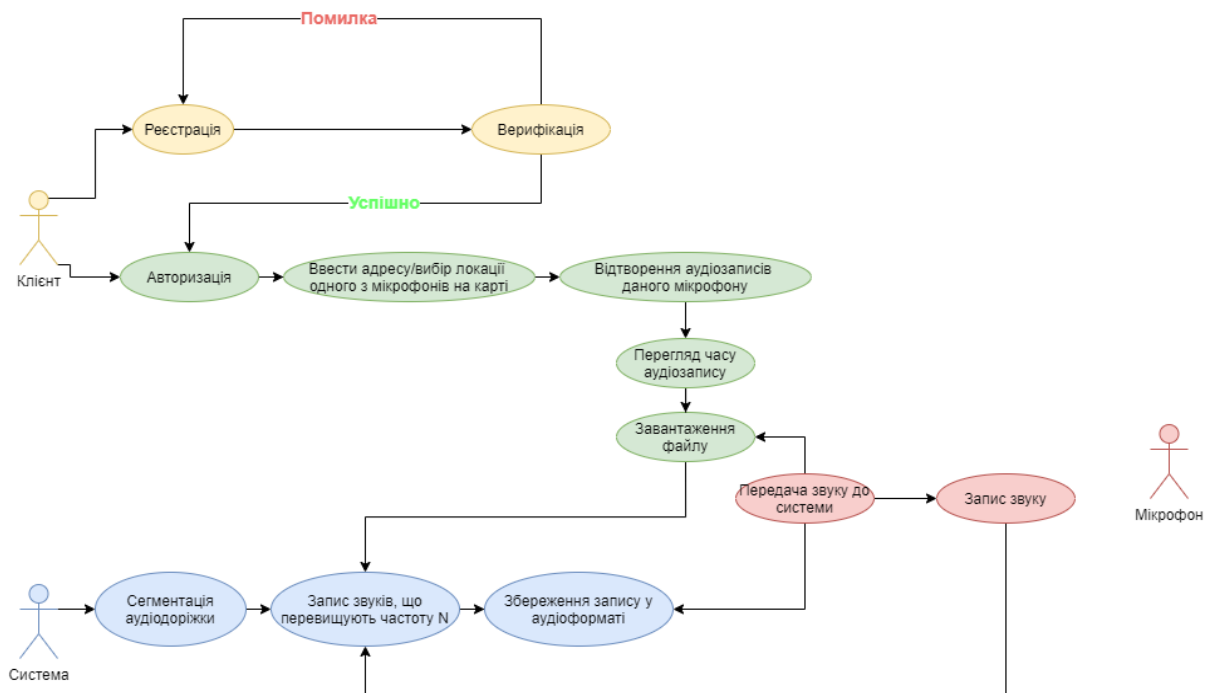 Помилка
Реєстрація
Верифікація
Успішно
Клієнт
Авторизація
Ввести адресу/вибір локації
одного з мікрофонів на карті
Відтворення аудіозаписів
даного мікрофону
Перегляд часу
аудіозапису
Завантаження
файлу
Передача звуку до
системи
Запис звуку
Мікрофон
Сегментація
аудіодоріжки
Запис звуків, що
перевищують частоту N
Збереження запису у
аудіоформаті
Система